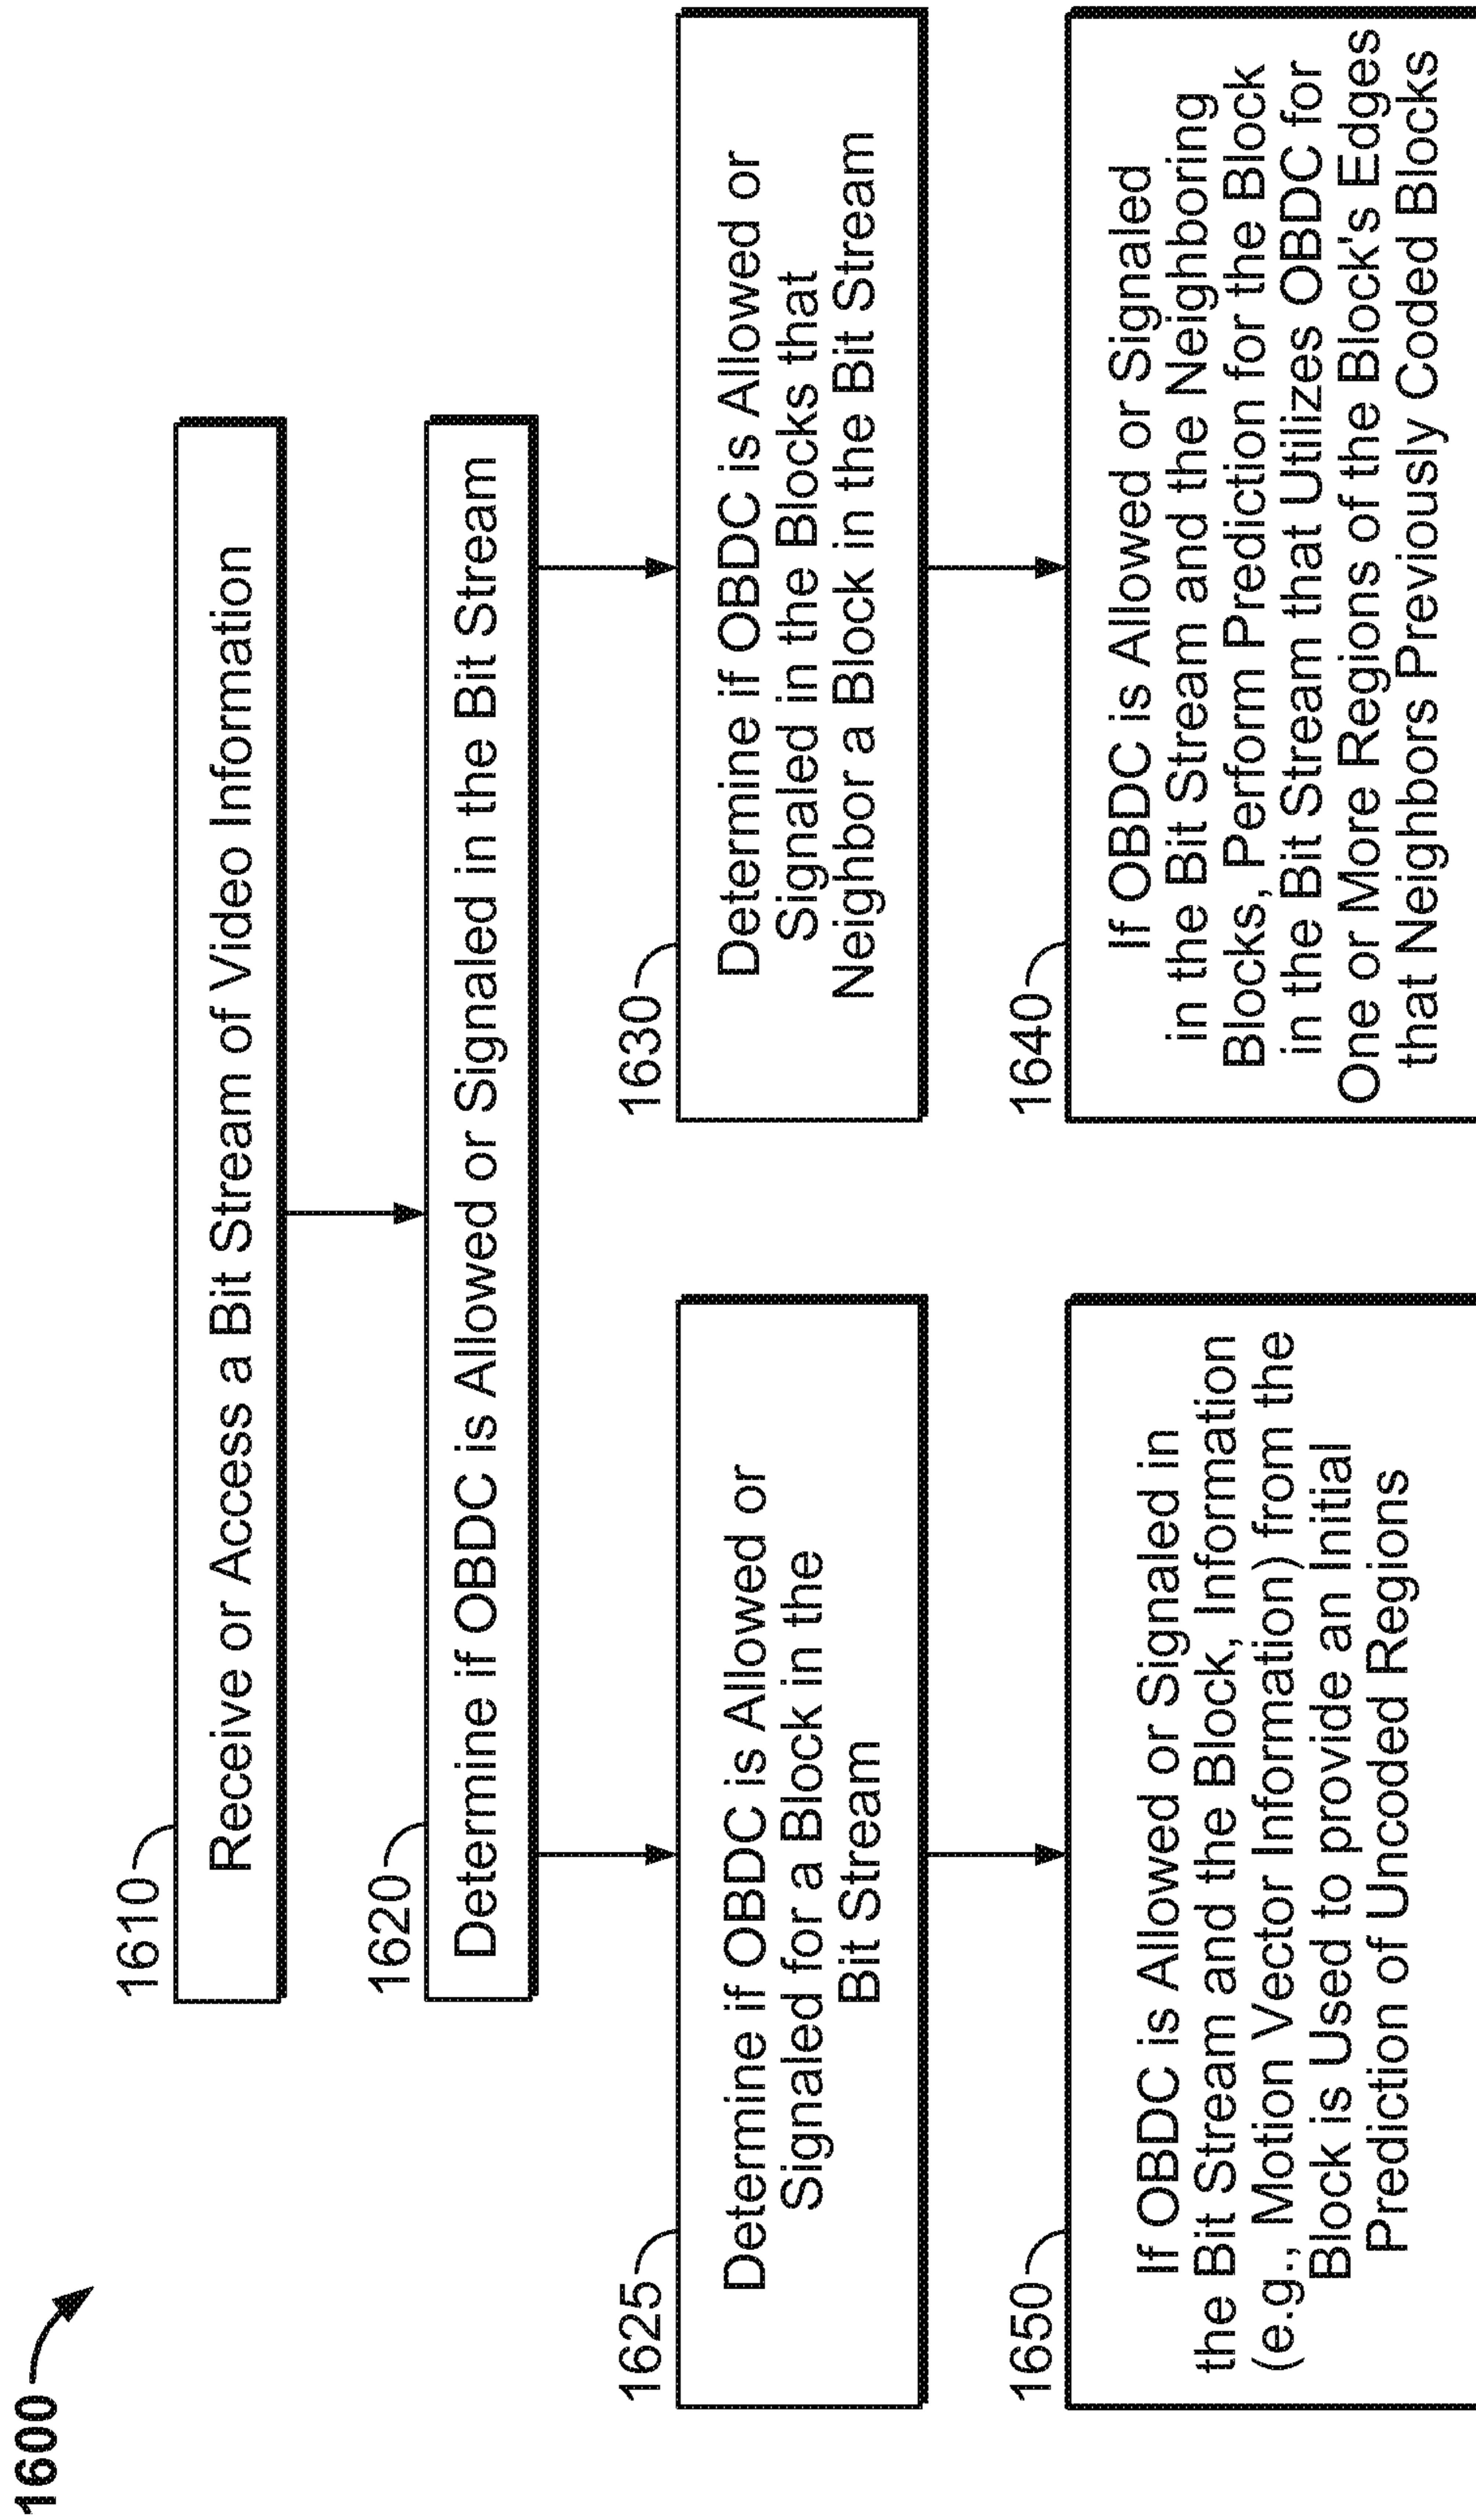 1600
1610
Receive or Access a Bit Stream of Video Information
1620
Determine if OBDC is Allowed or Signaled in the Bit Stream
1625
Determine if OBDC is Allowed or
Signaled for a Block in the
Bit Stream
1630
Determine if OBDC is Allowed or
Signaled in the Blocks that
Neighbor a Block in the Bit Stream
1650
If OBDC is Allowed or Signaled in
the Bit Stream and the Block, Information
(e.g., Motion Vector Information) from the
Block is Used to provide an Initial
Prediction of Uncoded Regions
1640
If OBDC is Allowed or Signaled
in the Bit Stream and the Neighboring
Blocks, Perform Prediction for the Block
in the Bit Stream that Utilizes OBDC for
One or More Regions of the Block's Edges
that Neighbors Previously Coded Blocks